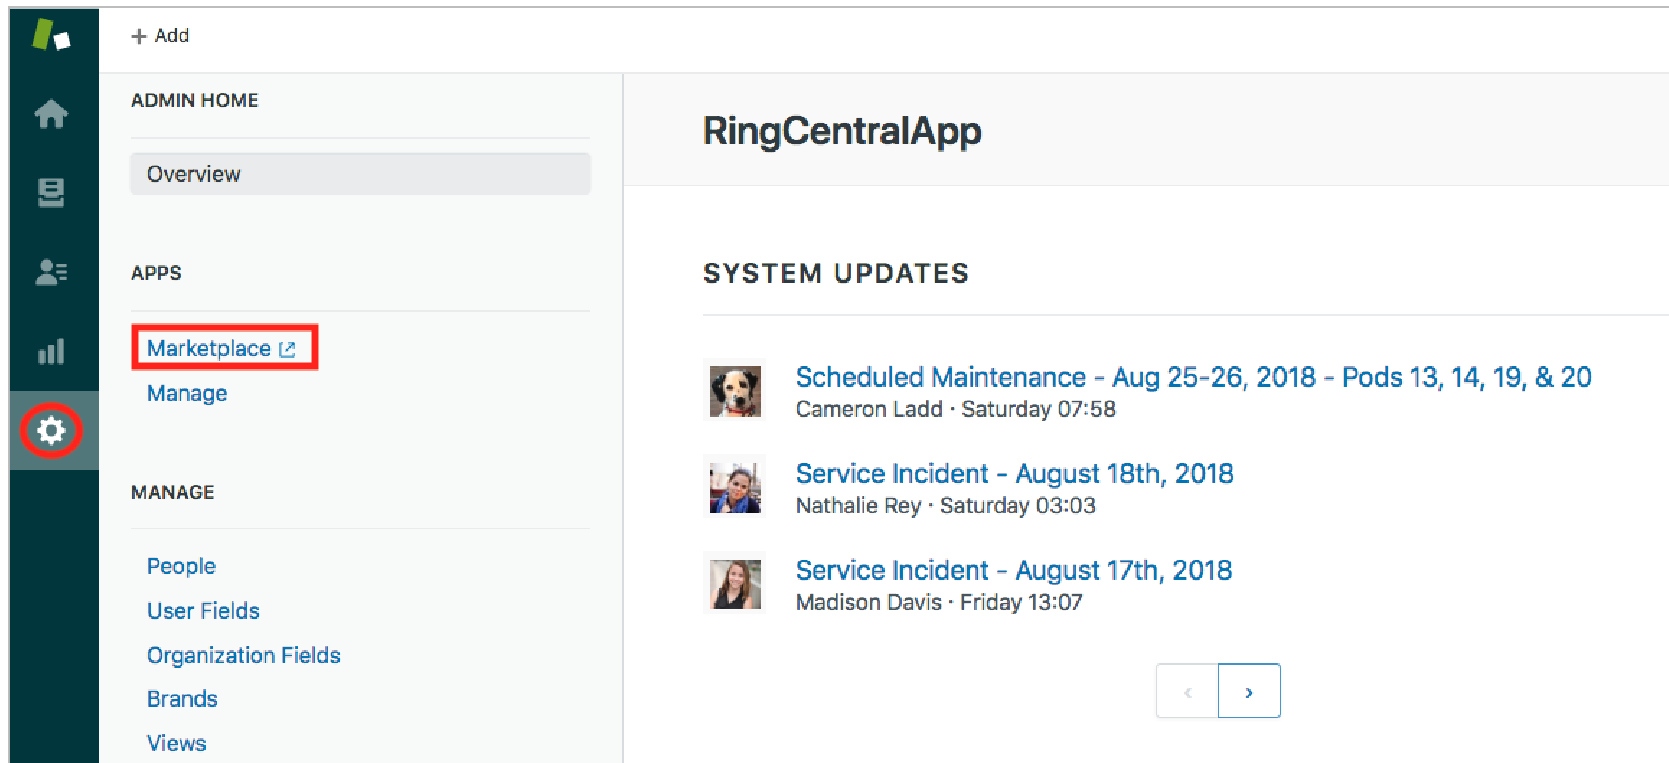 + Add
ADMIN HOME
Overview
APPS
Marketplace
Manage
MANAGE
People
User Fields
Organization Fields
Brands
Views
RingCentralApp
SYSTEM UPDATES
Scheduled Maintenance - Aug 25-26, 2018 - Pods 13, 14, 19, & 20
Cameron Ladd · Saturday 07:58
Service Incident - August 18th, 2018
Nathalie Rey · Saturday 03:03
Service Incident - August 17th, 2018
Madison Davis · Friday 13:07